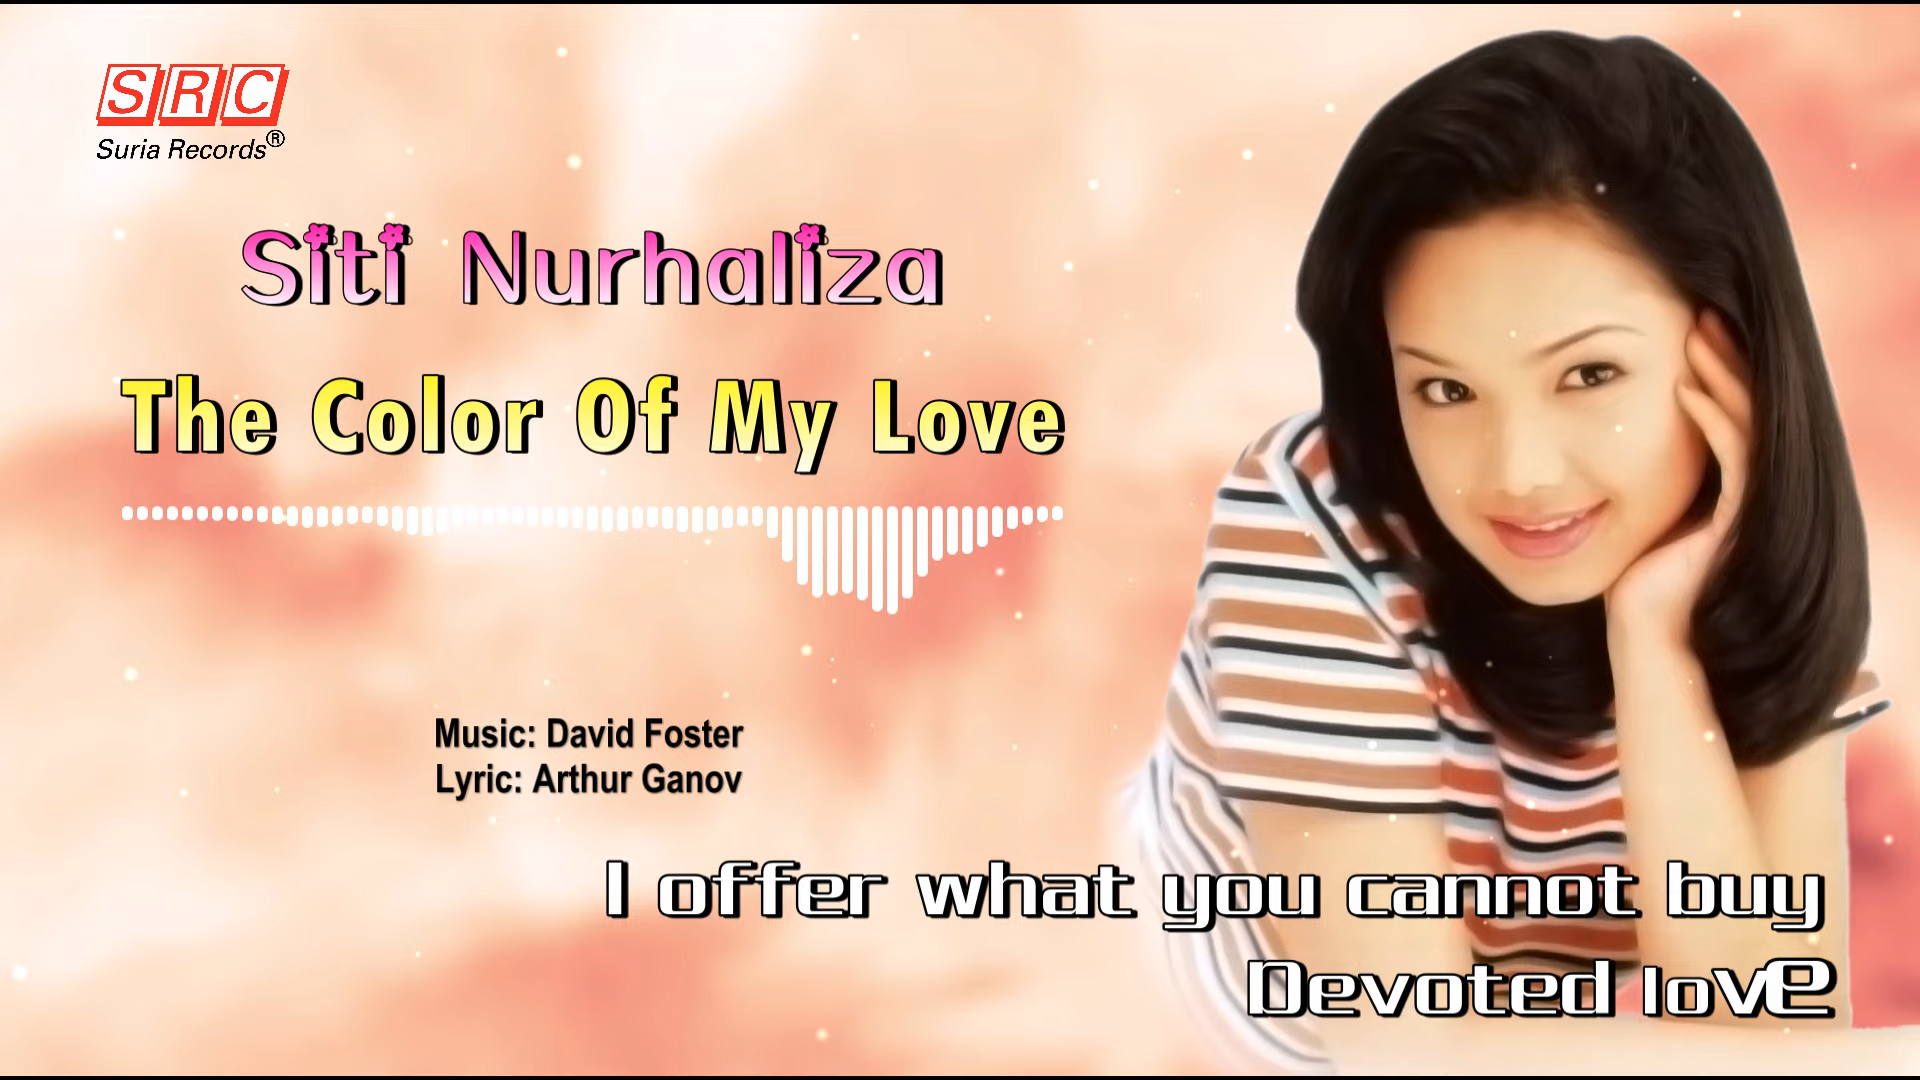 SRC
Suria Records®
Siti Nurhaliza
The Color Of My Love
Music: David Foster
Lyric: Arthur Ganov
I offer what you cannot buy
Devoted love